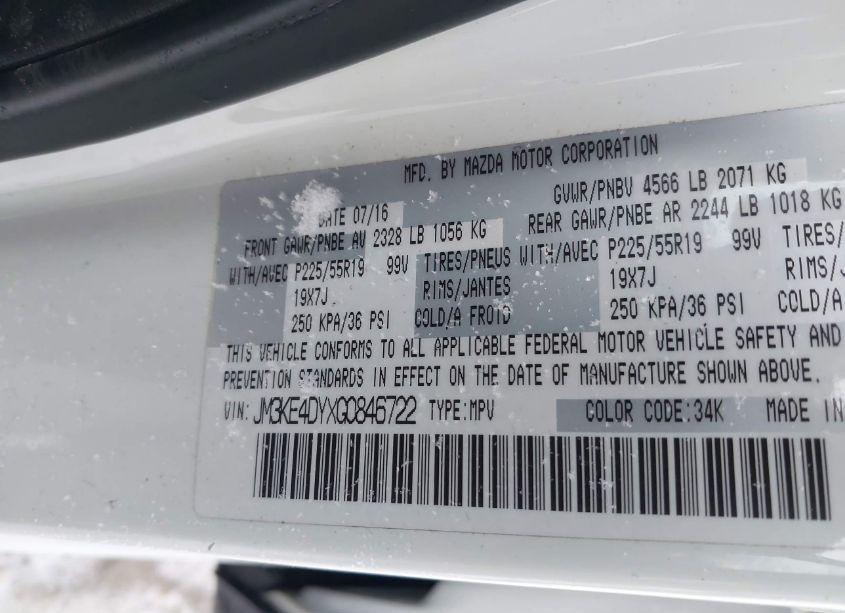 MFD. BY MAZDA MOTOR CORPORATION
DATE 07/16 GVWR/PNBV 4566 LB 2071 KG
FRONT GAWR/PNBE AV 2328 LB 1056 KG REAR GAWR/PNBE AR 2244 LB 1018 KG
WITH/AVEC P225/55R19 99V TIRES/PNEUS WITH/AVEC P225/55R19 99V TIRES/
19X7J RIMS/JANTES 19X7J RIMS/J
250 KPA/36 PSI COLD/A FROID 250 KPA/36 PSI COLD/A
THIS VEHICLE CONFORMS TO ALL APPLICABLE FEDERAL MOTOR VEHICLE SAFETY AND
PREVENTION STANDARDS IN EFFECT ON THE DATE OF MANUFACTURE SHOWN ABOVE.
VIN: JM3KE4DYXG0846722 TYPE:MPV COLOR CODE:34K MADE IN